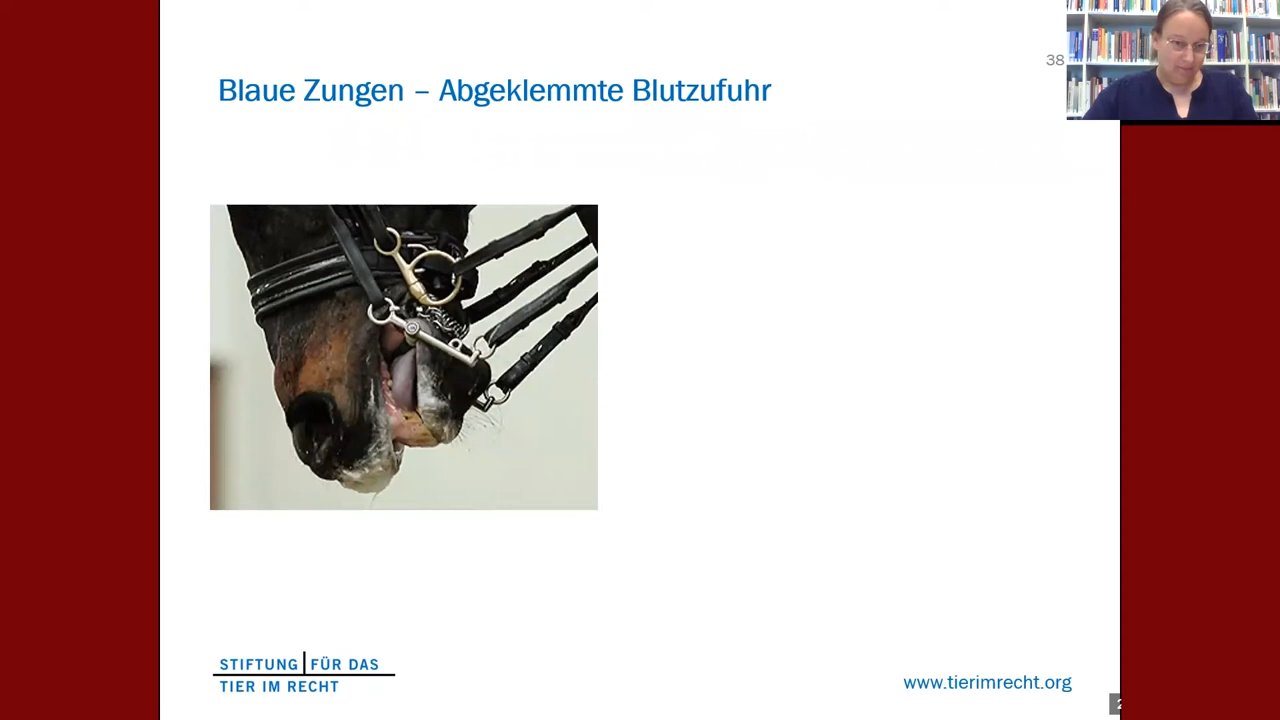 38
Blaue Zungen – Abgeklemmte Blutzufuhr
STIFTUNG FÜR DAS
TIER IM RECHT
www.tierimrecht.org